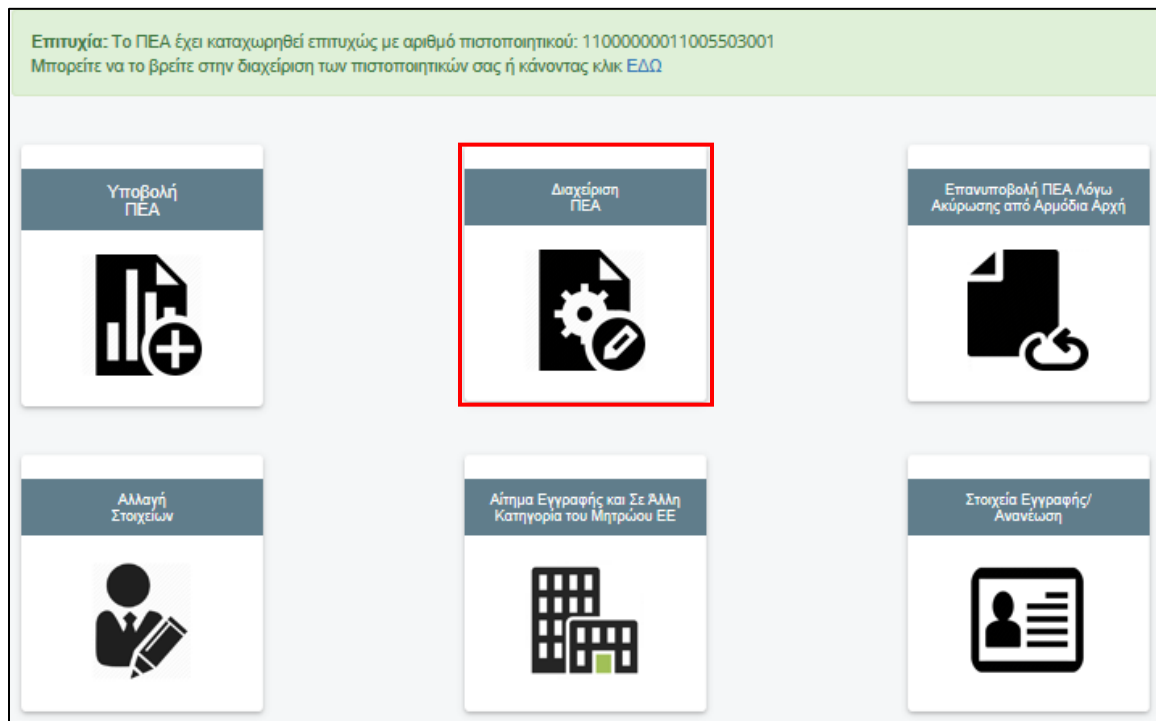 Επιτυχία: Το ΠΕΑ έχει καταχωρηθεί επιτυχώς με αριθμό πιστοποιητικού: 11000000011005503001
Μπορείτε να το βρείτε στην διαχείριση των πιστοποιητικών σας ή κάνοντας κλικ ΕΔΩ
Υποβολή
ΠΕΑ
Διαχείριση
ΠΕΑ
Επανυποβολή ΠΕΑ Λόγω
Ακύρωσης από Αρμόδια Αρχή
Αλλαγή
Στοιχείων
Αίτημα Εγγραφής και Σε Άλλη
Κατηγορία του Μητρώου ΕΕ
Στοιχεία Εγγραφής/
Ανανέωση